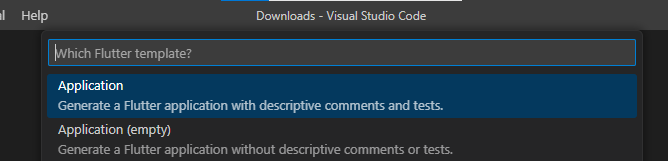 Help
Downloads - Visual Studio Code
Which Flutter template?
Application
Generate a Flutter application with descriptive comments and tests.
Application (empty)
Generate a Flutter application without descriptive comments or tests.